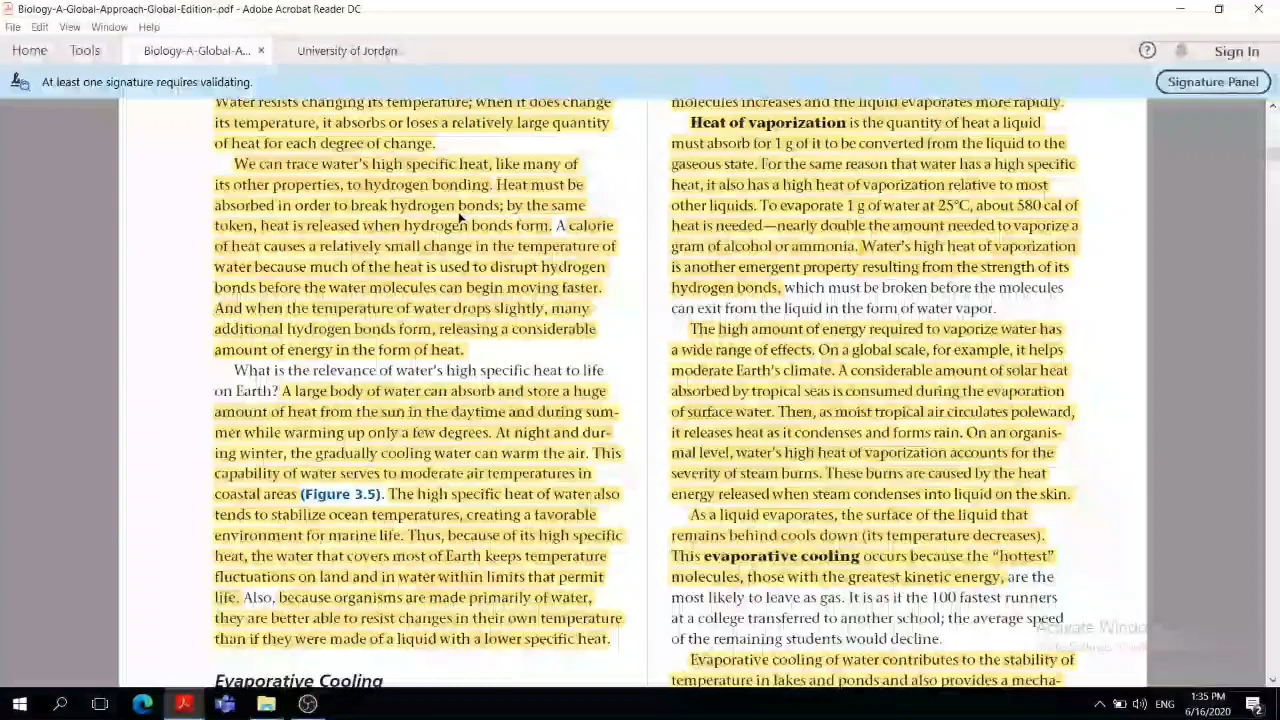 Biology-A-Global-Approach-Global-Edition-.pdf - Adobe Acrobat Reader DC
File Edit View Window Help
Home Tools Biology-A-Global-A... × University of Jordan Sign In
At least one signature requires validating. Signature Panel
Water resists changing its temperature; when it does change
its temperature, it absorbs or loses a relatively large quantity
of heat for each degree of change.
We can trace water's high specific heat, like many of
its other properties, to hydrogen bonding. Heat must be
absorbed in order to break hydrogen bonds; by the same
token, heat is released when hydrogen bonds form. A calorie
of heat causes a relatively small change in the temperature of
water because much of the heat is used to disrupt hydrogen
bonds before the water molecules can begin moving faster.
And when the temperature of water drops slightly, many
additional hydrogen bonds form, releasing a considerable
amount of energy in the form of heat.
What is the relevance of water's high specific heat to life
on Earth? A large body of water can absorb and store a huge
amount of heat from the sun in the daytime and during sum-
mer while warming up only a few degrees. At night and dur-
ing winter, the gradually cooling water can warm the air. This
capability of water serves to moderate air temperatures in
coastal areas (Figure 3.5). The high specific heat of water also
tends to stabilize ocean temperatures, creating a favorable
environment for marine life. Thus, because of its high specific
heat, the water that covers most of Earth keeps temperature
fluctuations on land and in water within limits that permit
life. Also, because organisms are made primarily of water,
they are better able to resist changes in their own temperature
than if they were made of a liquid with a lower specific heat.
Evaporative Cooling
molecules increases and the liquid evaporates more rapidly.
Heat of vaporization is the quantity of heat a liquid
must absorb for 1 g of it to be converted from the liquid to the
gaseous state. For the same reason that water has a high specific
heat, it also has a high heat of vaporization relative to most
other liquids. To evaporate 1 g of water at 25°C, about 580 cal of
heat is needed—nearly double the amount needed to vaporize a
gram of alcohol or ammonia. Water's high heat of vaporization
is another emergent property resulting from the strength of its
hydrogen bonds, which must be broken before the molecules
can exit from the liquid in the form of water vapor.
The high amount of energy required to vaporize water has
a wide range of effects. On a global scale, for example, it helps
moderate Earth's climate. A considerable amount of solar heat
absorbed by tropical seas is consumed during the evaporation
of surface water. Then, as moist tropical air circulates poleward,
it releases heat as it condenses and forms rain. On an organis-
mal level, water's high heat of vaporization accounts for the
severity of steam burns. These burns are caused by the heat
energy released when steam condenses into liquid on the skin.
As a liquid evaporates, the surface of the liquid that
remains behind cools down (its temperature decreases).
This evaporative cooling occurs because the "hottest"
molecules, those with the greatest kinetic energy, are the
most likely to leave as gas. It is as if the 100 fastest runners
at a college transferred to another school; the average speed
of the remaining students would decline.
Evaporative cooling of water contributes to the stability of
temperature in lakes and ponds and also provides a mecha-
Activate Windo
ENG
1:35 PM
6/16/2020
2